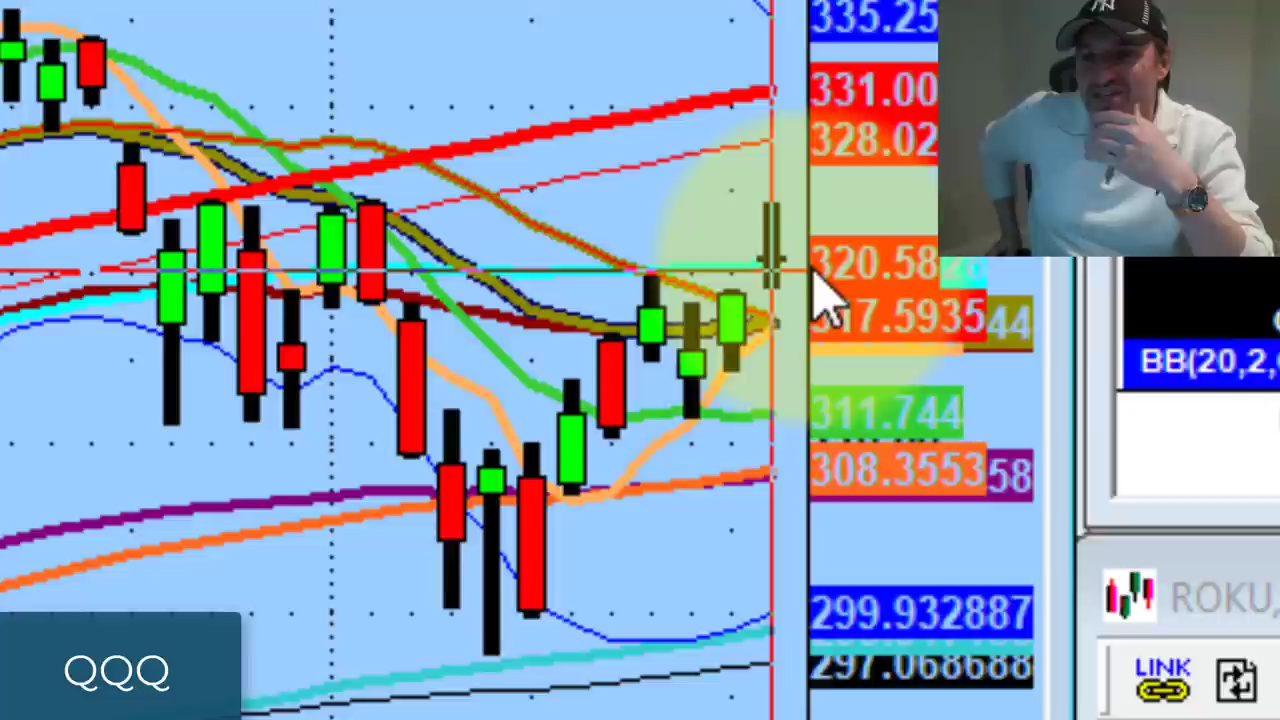 335.25
331.00
328.02
320.58
317.5935
44
BB(20,2,
311.744
308.3553
58
299.932887
297.068688
ROKU
LINK
QQQ